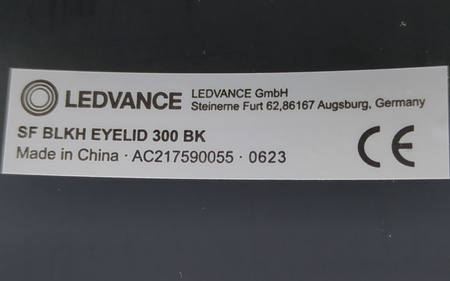 LEDVANCE
LEDVANCE GmbH
Steinerne Furt 62,86167 Augsburg, Germany
SF BLKH EYELID 300 BK
Made in China · AC217590055 · 0623
CE